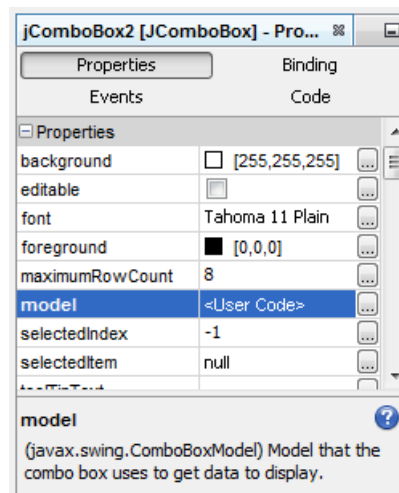 jComboBox2 [JComboBox] - Pro...
Properties Binding
Events Code
Properties
background [255,255,255] ...
editable ...
font Tahoma 11 Plain ...
foreground [0,0,0] ...
maximumRowCount 8 ...
model <User Code> ...
selectedIndex -1 ...
selectedItem null ...
toolTipText ...
model ?
(javax.swing.ComboBoxModel) Model that the
combo box uses to get data to display.